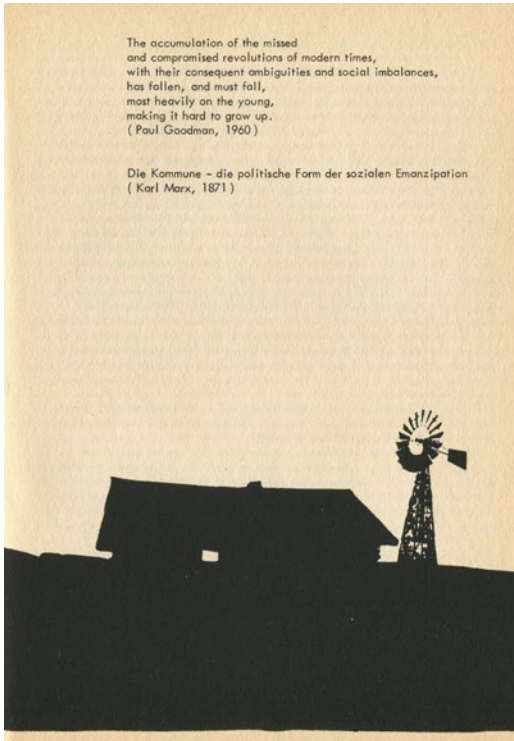 The accumulation of the missed
and compromised revolutions of modern times,
with their consequent ambiguities and social imbalances,
has fallen, and must fall,
most heavily on the young,
making it hard to grow up.
( Paul Goodman, 1960 )
Die Kommune - die politische Form der sozialen Emanzipation
( Karl Marx, 1871 )